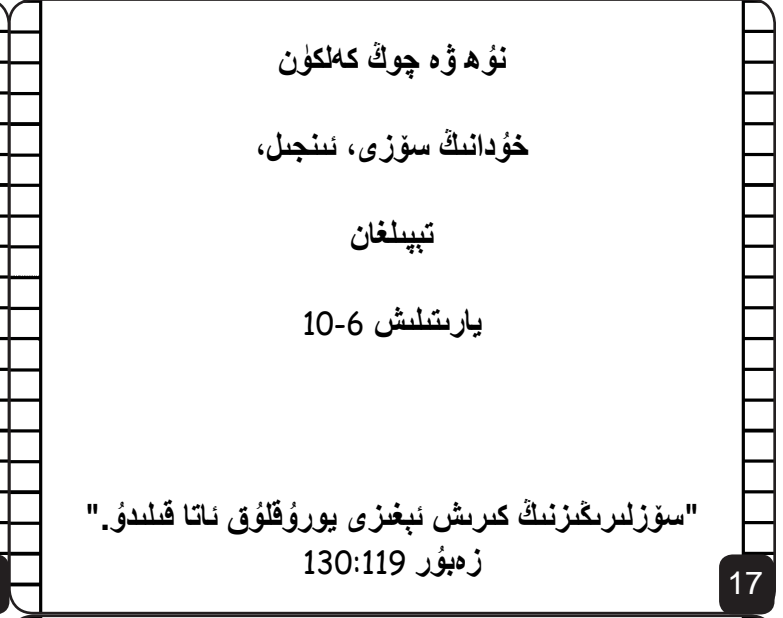 نۇھ ۋە چوڭ كەلكۈن
خۇدانىڭ سۆزى، ئىنجىل،
تېپىلغان
يارىتىلىش 6-10
"سۆزلىرىڭىزنىڭ كىرىش ئېغىزى يورۇقلۇق ئاتا قىلىدۇ."
زەبۇر 130:119
17